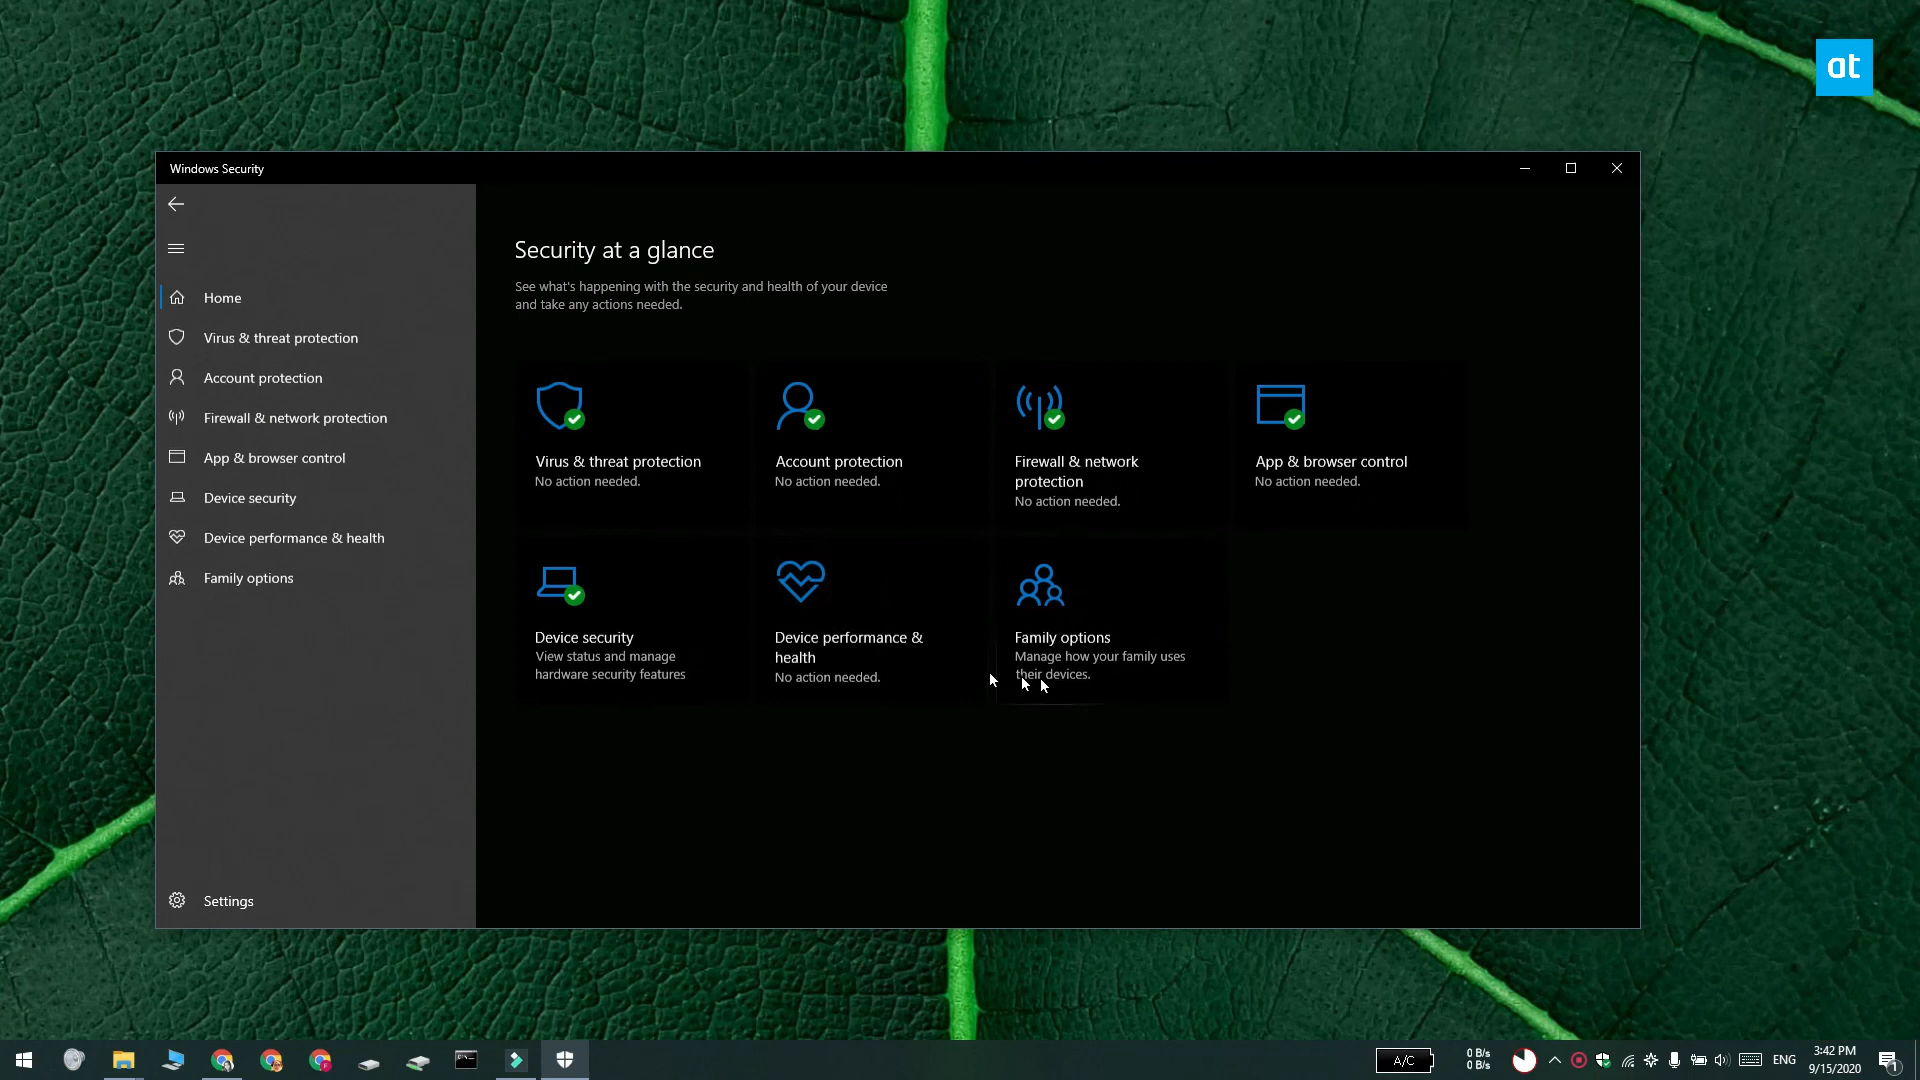 at
Windows Security
Home
Virus & threat protection
Account protection
Firewall & network protection
App & browser control
Device security
Device performance & health
Family options
Settings
Security at a glance
See what's happening with the security and health of your device
and take any actions needed.
Virus & threat protection
No action needed.
Account protection
No action needed.
Firewall & network
protection
No action needed.
App & browser control
No action needed.
Device security
View status and manage
hardware security features
Device performance &
health
No action needed.
Family options
Manage how your family uses
their devices.
A/C
0 B/s
0 B/s
ENG
3:42 PM
9/15/2020
1